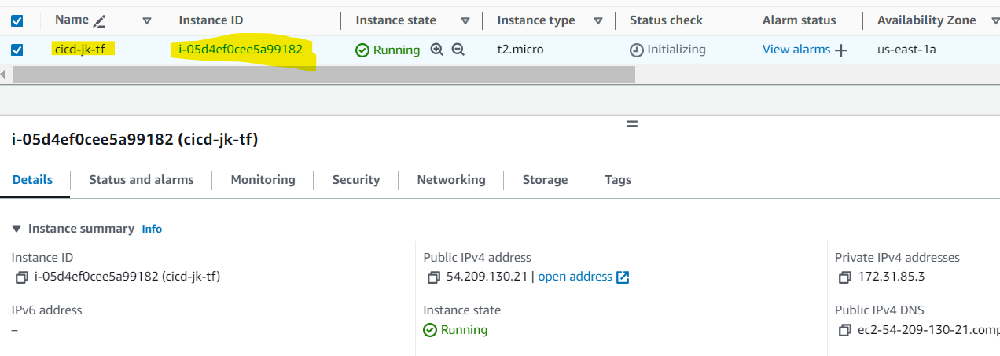 Name Instance ID Instance state Instance type Status check Alarm status Availability Zone
cicd-jk-tf i-05d4ef0cee5a99182 Running t2.micro Initializing View alarms + us-east-1a
i-05d4ef0cee5a99182 (cicd-jk-tf)
Details Status and alarms Monitoring Security Networking Storage Tags
Instance summary Info
Instance ID Public IPv4 address Private IPv4 addresses
i-05d4ef0cee5a99182 (cicd-jk-tf) 54.209.130.21 | open address 172.31.85.3
IPv6 address Instance state Public IPv4 DNS
– Running ec2-54-209-130-21.comp